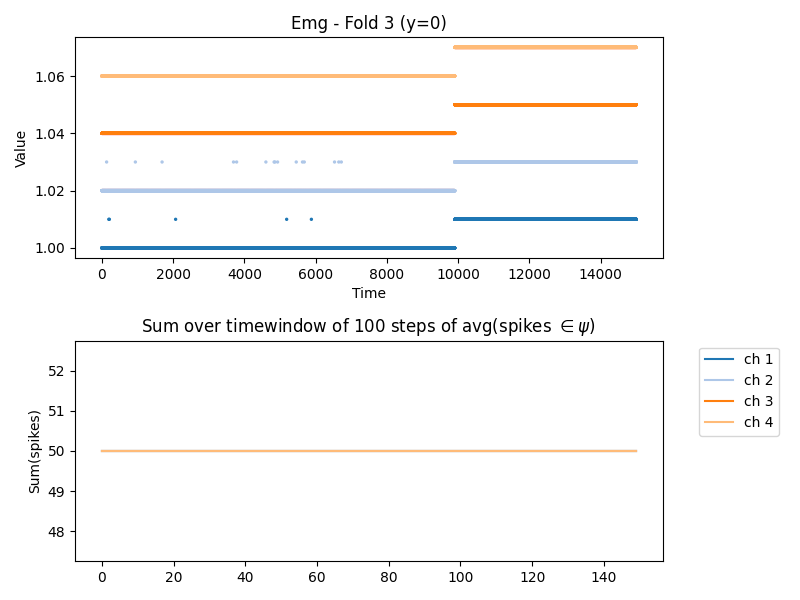 Emg - Fold 3 (y=0)
Value
1.06
1.04
1.02
1.00
0 2000 4000 6000 8000 10000 12000 14000
Time
Sum over timewindow of 100 steps of avg(spikes ∈ψ)
Sum(spikes)
52
51
50
49
48
0 20 40 60 80 100 120 140
ch 1
ch 2
ch 3
ch 4